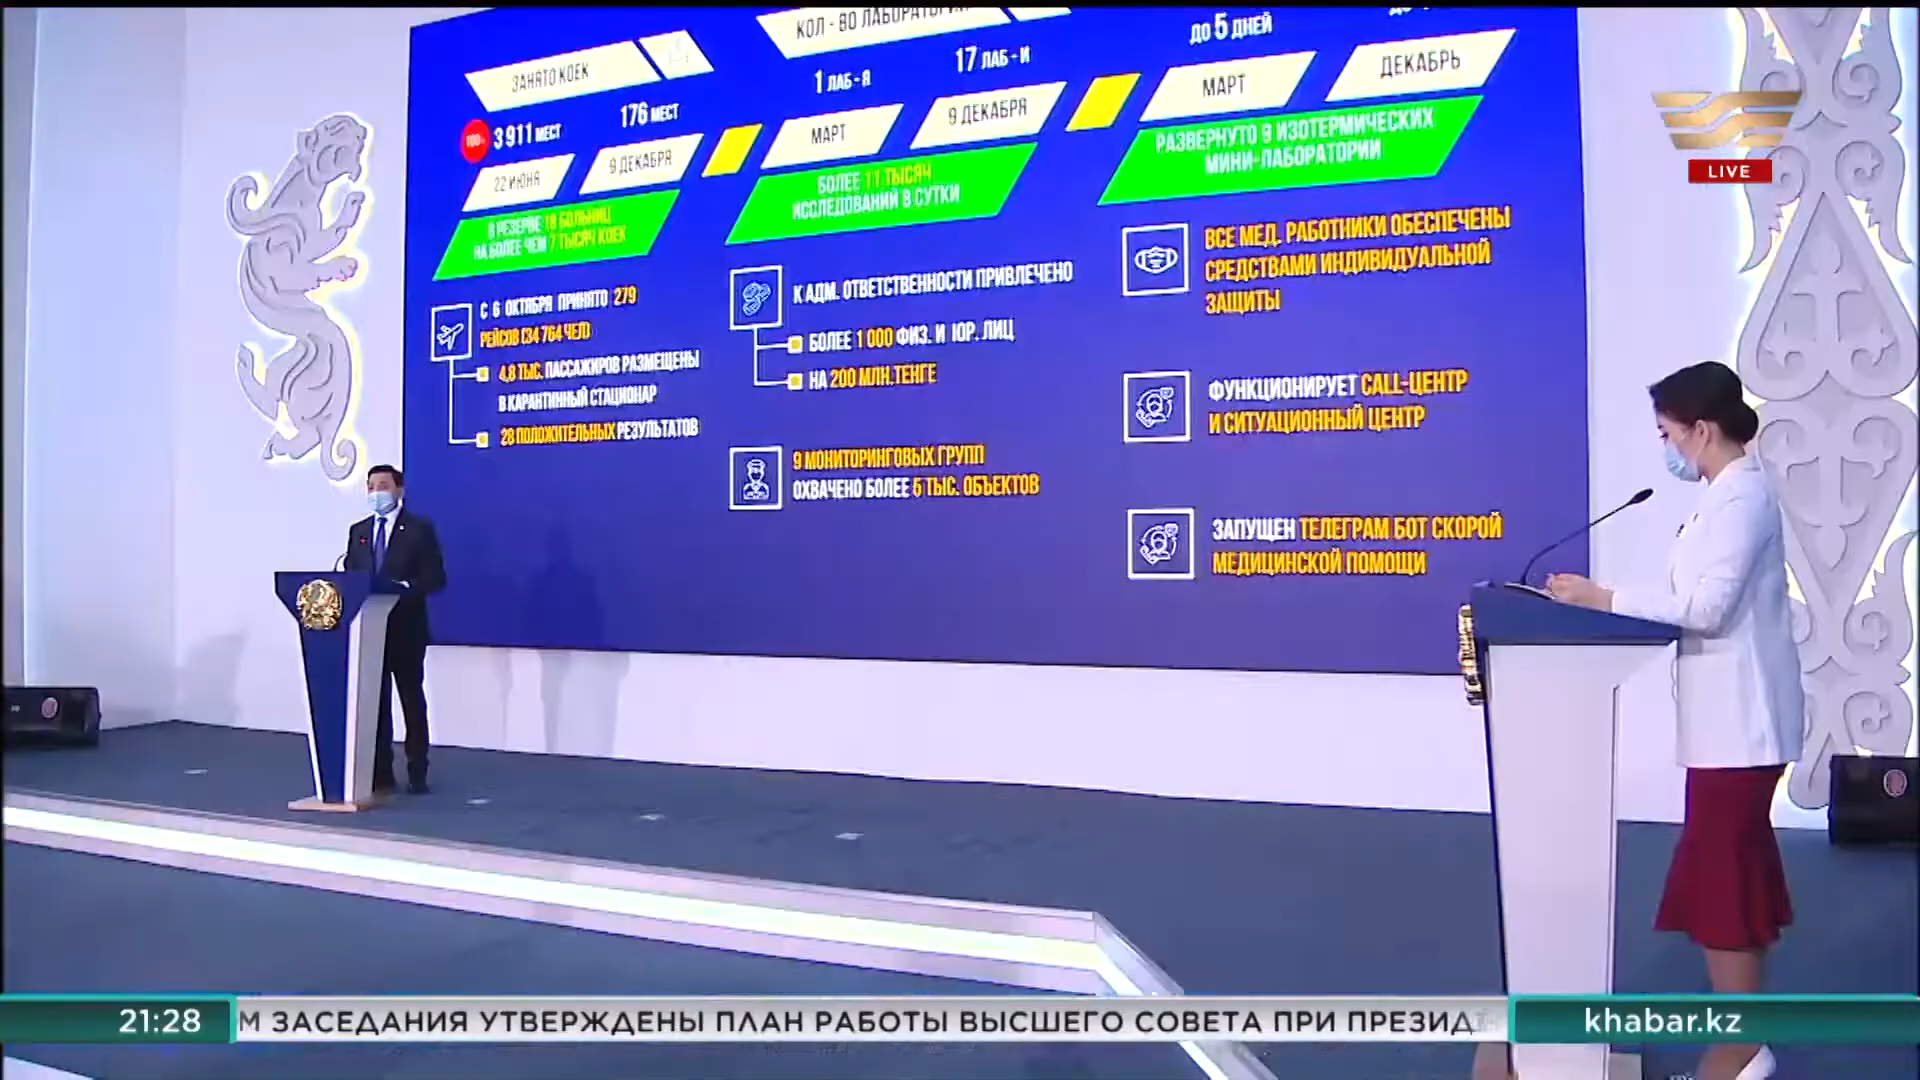 ЗАНЯТО КОЕК
100%
3 911 МЕСТ
176 МЕСТ
22 ИЮНЯ
9 ДЕКАБРЯ
В РЕЗЕРВЕ 18 БОЛЬНИЦ
НА БОЛЕЕ ЧЕМ 7 ТЫСЯЧ КОЕК
С 6 ОКТЯБРЯ ПРИНЯТО 279
РЕЙСОВ (34 764 ЧЕЛ)
4,8 ТЫС. ПАССАЖИРОВ РАЗМЕЩЕНЫ
В КАРАНТИННЫЙ СТАЦИОНАР
28 ПОЛОЖИТЕЛЬНЫХ РЕЗУЛЬТАТОВ
КОЛ - ВО ЛАБОРАТОРИЙ
1 ЛАБ - Я
17 ЛАБ - И
МАРТ
9 ДЕКАБРЯ
БОЛЕЕ 11 ТЫСЯЧ
ИССЛЕДОВАНИЙ В СУТКИ
К АДМ. ОТВЕТСТВЕННОСТИ ПРИВЛЕЧЕНО
БОЛЕЕ 1 000 ФИЗ. И ЮР. ЛИЦ
НА 200 МЛН.ТЕНГЕ
9 МОНИТОРИНГОВЫХ ГРУПП
ОХВАЧЕНО БОЛЕЕ 5 ТЫС. ОБЪЕКТОВ
ДО 5 ДНЕЙ
МАРТ
ДЕКАБРЬ
РАЗВЕРНУТО 9 ИЗОТЕРМИЧЕСКИХ
МИНИ-ЛАБОРАТОРИИ
ВСЕ МЕД. РАБОТНИКИ ОБЕСПЕЧЕНЫ
СРЕДСТВАМИ ИНДИВИДУАЛЬНОЙ
ЗАЩИТЫ
ФУНКЦИОНИРУЕТ CALL-ЦЕНТР
И СИТУАЦИОННЫЙ ЦЕНТР
ЗАПУЩЕН ТЕЛЕГРАМ БОТ СКОРОЙ
МЕДИЦИНСКОЙ ПОМОЩИ
LIVE
21:28
М ЗАСЕДАНИЯ УТВЕРЖДЕНЫ ПЛАН РАБОТЫ ВЫСШЕГО СОВЕТА ПРИ ПРЕЗИД
khabar.kz